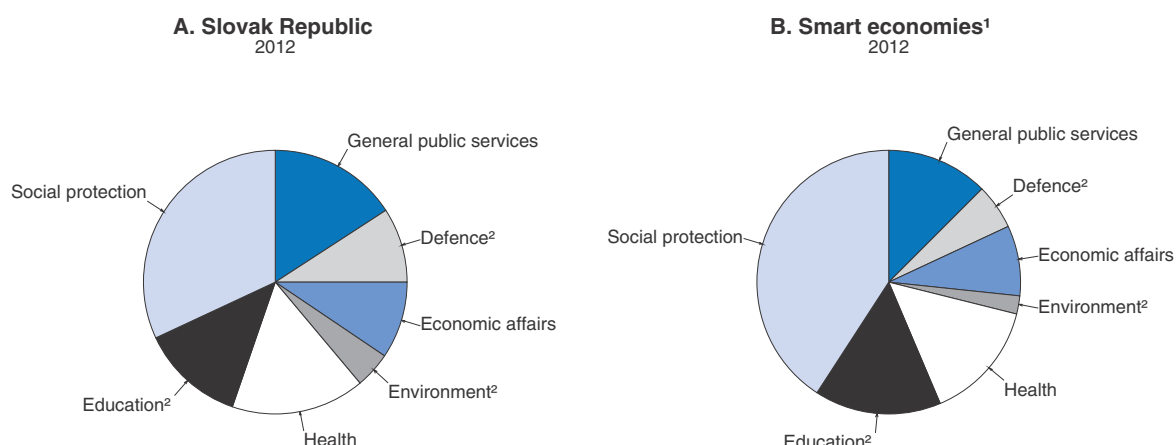 A. Slovak Republic
2012
General public services
Social protection
Defence²
Economic affairs
Environment²
Education²
Health
B. Smart economies¹
2012
General public services
Defence²
Social protection
Economic affairs
Environment²
Health
Education²